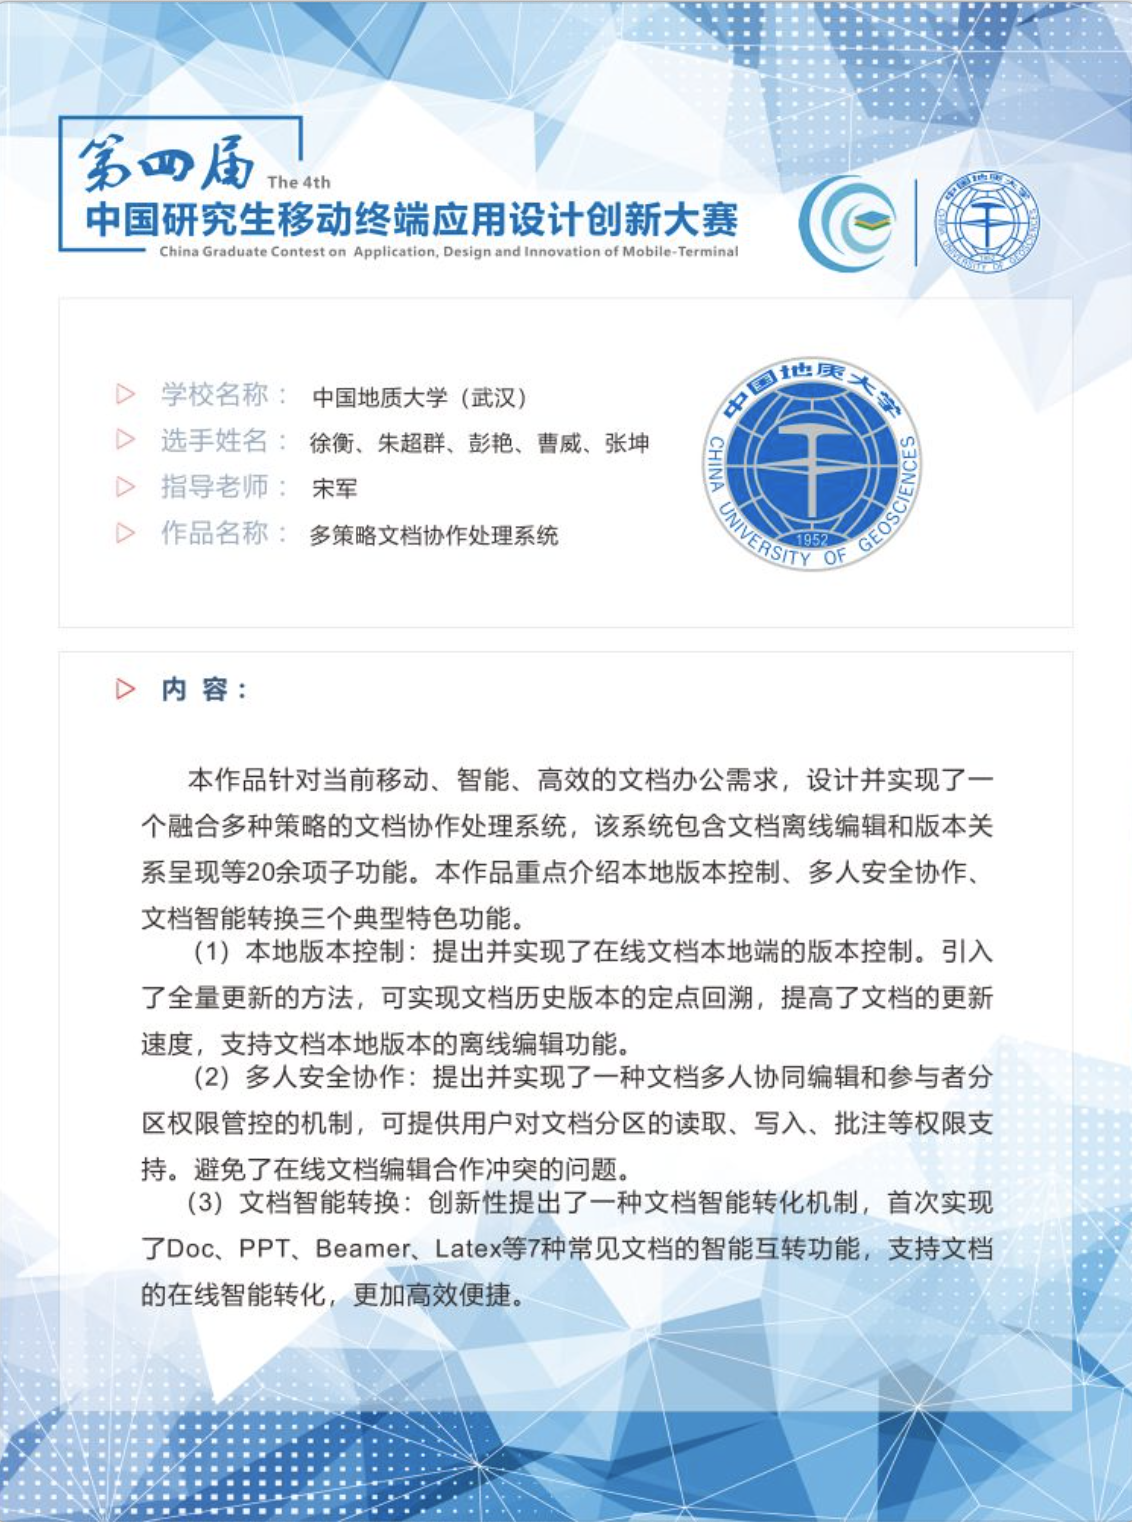 第四届
The 4th
中国研究生移动终端应用设计创新大赛
China Graduate Contest on Application, Design and Innovation of Mobile-Terminal
中国地质大学
CHINA UNIVERSITY OF GEOSCIENCES
1952
学校名称： 中国地质大学（武汉）
选手姓名： 徐衡、朱超群、彭艳、曹威、张坤
指导老师： 宋军
作品名称： 多策略文档协作处理系统
中国地质大学
CHINA UNIVERSITY OF GEOSCIENCES
1952
内 容：
本作品针对当前移动、智能、高效的文档办公需求，设计并实现了一
个融合多种策略的文档协作处理系统，该系统包含文档离线编辑和版本关
系呈现等20余项子功能。本作品重点介绍本地版本控制、多人安全协作、
文档智能转换三个典型特色功能。
（1）本地版本控制：提出并实现了在线文档本地端的版本控制。引入
了全量更新的方法，可实现文档历史版本的定点回溯，提高了文档的更新
速度，支持文档本地版本的离线编辑功能。
（2）多人安全协作：提出并实现了一种文档多人协同编辑和参与者分
区权限管控的机制，可提供用户对文档分区的读取、写入、批注等权限支
持。避免了在线文档编辑合作冲突的问题。
（3）文档智能转换：创新性提出了一种文档智能转化机制，首次实现
了Doc、PPT、Beamer、Latex等7种常见文档的智能互转功能，支持文档
的在线智能转化，更加高效便捷。